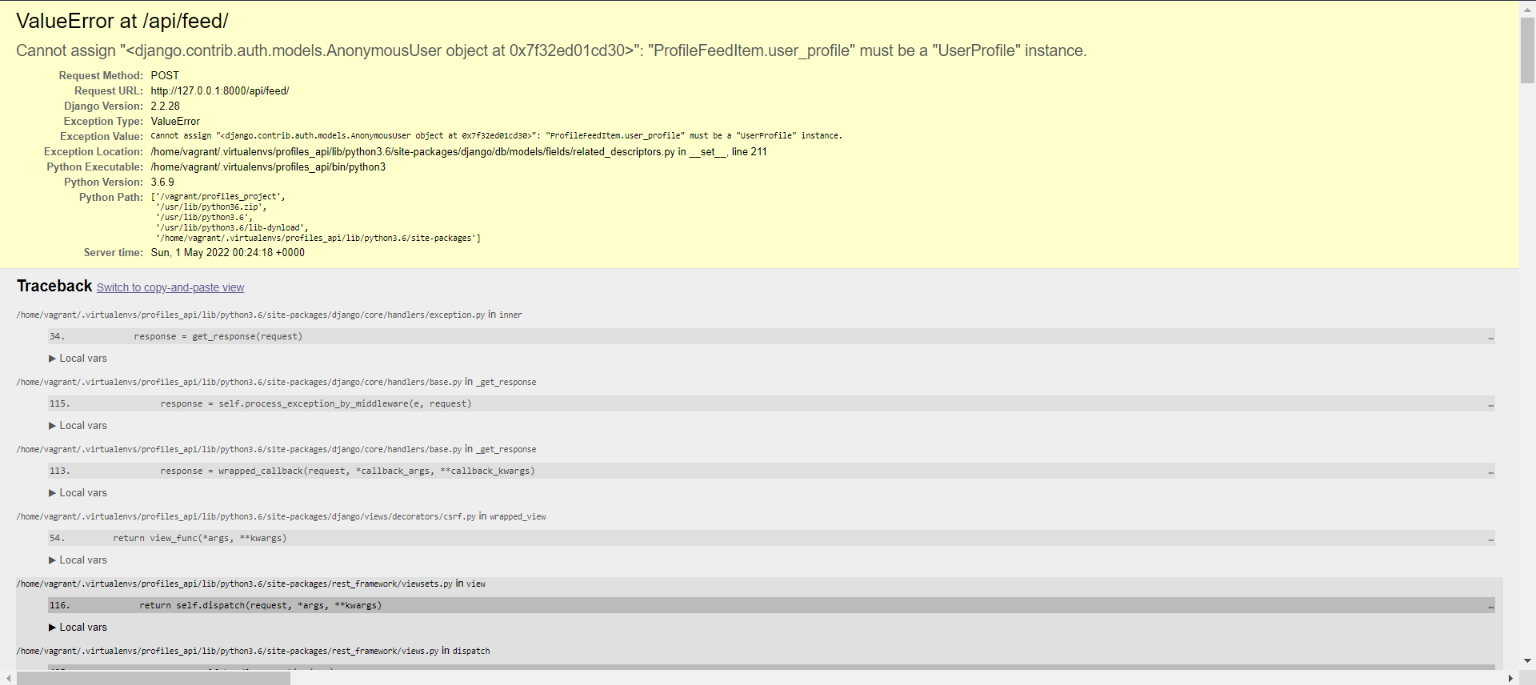 ValueError at /api/feed/
Cannot assign "<django.contrib.auth.models.AnonymousUser object at 0x7f32ed01cd30>": "ProfileFeedItem.user_profile" must be a "UserProfile" instance.
Request Method: POST
Request URL: http://127.0.0.1:8000/api/feed/
Django Version: 2.2.28
Exception Type: ValueError
Exception Value: Cannot assign "<django.contrib.auth.models.AnonymousUser object at 0x7f32ed01cd30>": "ProfileFeedItem.user_profile" must be a "UserProfile" instance.
Exception Location: /home/vagrant/.virtualenvs/profiles_api/lib/python3.6/site-packages/django/db/models/fields/related_descriptors.py in __set__, line 211
Python Executable: /home/vagrant/.virtualenvs/profiles_api/bin/python3
Python Version: 3.6.9
Python Path: ['/vagrant/profiles_project',
'/usr/lib/python36.zip',
'/usr/lib/python3.6',
'/usr/lib/python3.6/lib-dynload',
'/home/vagrant/.virtualenvs/profiles_api/lib/python3.6/site-packages']
Server time: Sun, 1 May 2022 00:24:18 +0000
Traceback Switch to copy-and-paste view
/home/vagrant/.virtualenvs/profiles_api/lib/python3.6/site-packages/django/core/handlers/exception.py in inner
34. response = get_response(request) …
▶ Local vars
/home/vagrant/.virtualenvs/profiles_api/lib/python3.6/site-packages/django/core/handlers/base.py in _get_response
115. response = self.process_exception_by_middleware(e, request) …
▶ Local vars
/home/vagrant/.virtualenvs/profiles_api/lib/python3.6/site-packages/django/core/handlers/base.py in _get_response
113. response = wrapped_callback(request, *callback_args, **callback_kwargs) …
▶ Local vars
/home/vagrant/.virtualenvs/profiles_api/lib/python3.6/site-packages/django/views/decorators/csrf.py in wrapped_view
54. return view_func(*args, **kwargs) …
▶ Local vars
/home/vagrant/.virtualenvs/profiles_api/lib/python3.6/site-packages/rest_framework/viewsets.py in view
116. return self.dispatch(request, *args, **kwargs) …
▶ Local vars
/home/vagrant/.virtualenvs/profiles_api/lib/python3.6/site-packages/rest_framework/views.py in dispatch